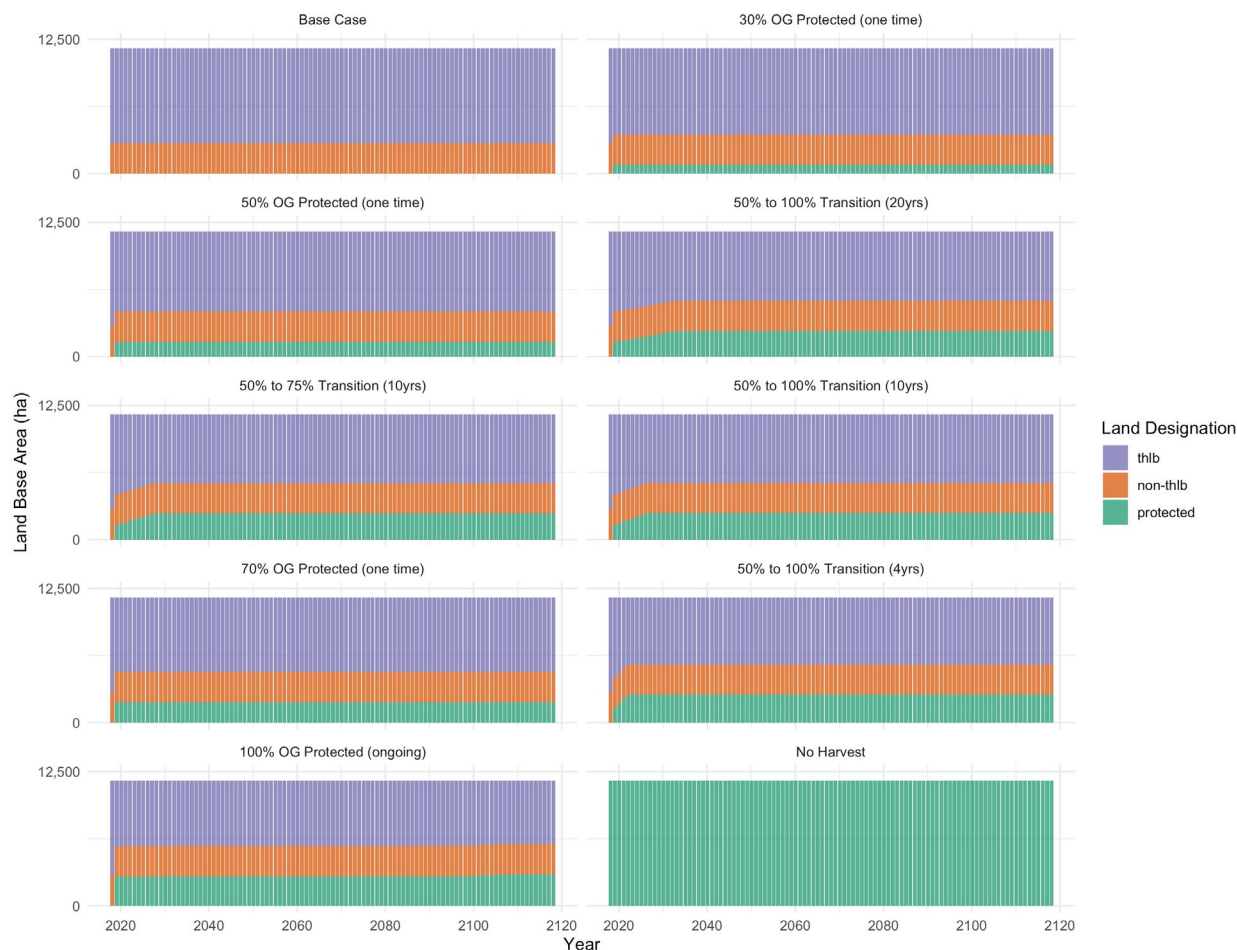 Base Case
30% OG Protected (one time)
12,500
0
50% OG Protected (one time)
50% to 100% Transition (20yrs)
12,500
0
50% to 75% Transition (10yrs)
50% to 100% Transition (10yrs)
12,500
0
70% OG Protected (one time)
50% to 100% Transition (4yrs)
12,500
0
100% OG Protected (ongoing)
No Harvest
12,500
0
2020 2040 2060 2080 2100 2120 2020 2040 2060 2080 2100 2120
Year
Land Base Area (ha)
Land Designation
thlb
non-thlb
protected